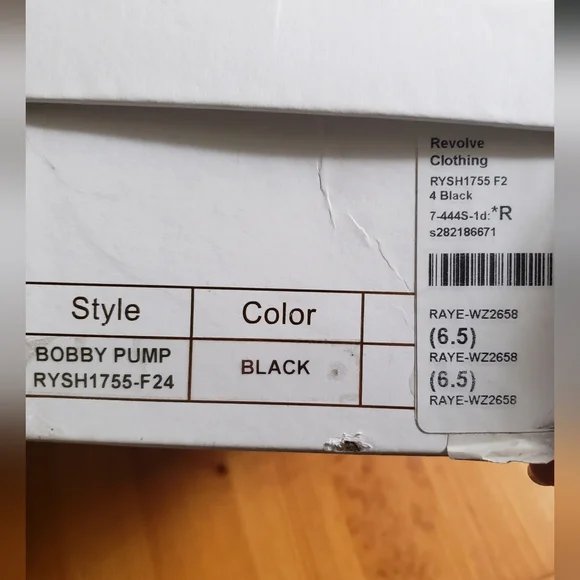 Revolve
Clothing
RYSH1755 F2
4 Black
7-444S-1d:*R
s282186671
RAYE-WZ2658
(6.5)
RAYE-WZ2658
(6.5)
RAYE-WZ2658
Style Color
BOBBY PUMP
RYSH1755-F24
BLACK